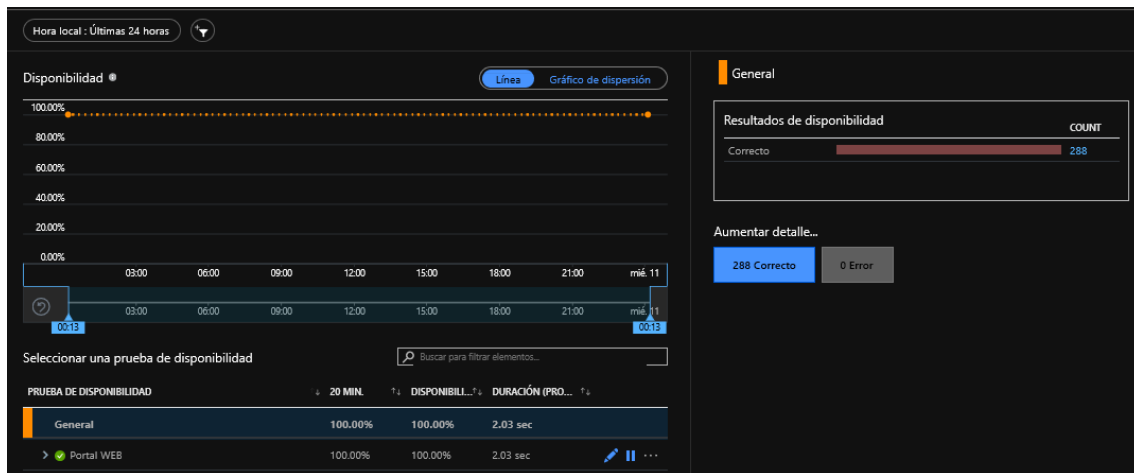 Hora local : Últimas 24 horas
Disponibilidad
Línea
Gráfico de dispersión
100.00%
80.00%
60.00%
40.00%
20.00%
0.00%
03:00 06:00 09:00 12:00 15:00 18:00 21:00 mié. 11
03:00 06:00 09:00 12:00 15:00 18:00 21:00 mié. 11
00:13 00:13
Seleccionar una prueba de disponibilidad
Buscar para filtrar elementos...
PRUEBA DE DISPONIBILIDAD 20 MIN. DISPONIBILI... DURACIÓN (PRO...
General 100.00% 100.00% 2.03 sec
Portal WEB 100.00% 100.00% 2.03 sec
General
Resultados de disponibilidad COUNT
Correcto 288
Aumentar detalle...
288 Correcto 0 Error